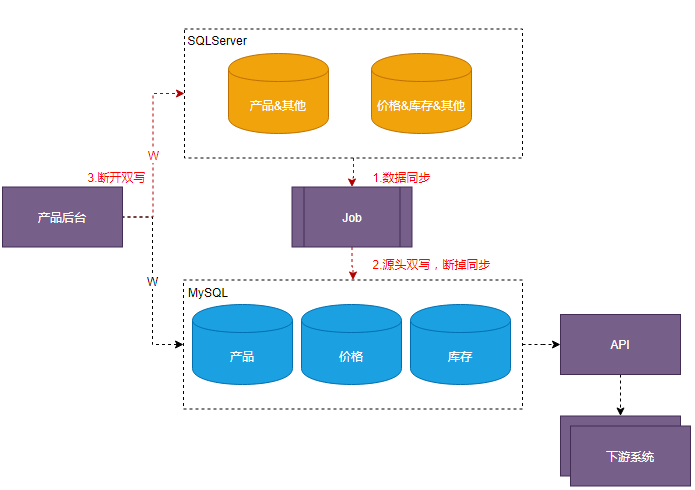 SQLServer
产品&其他
价格&库存&其他
W
3.断开双写
1.数据同步
产品后台
Job
2.源头双写，断掉同步
W
MySQL
产品
价格
库存
API
下游系统